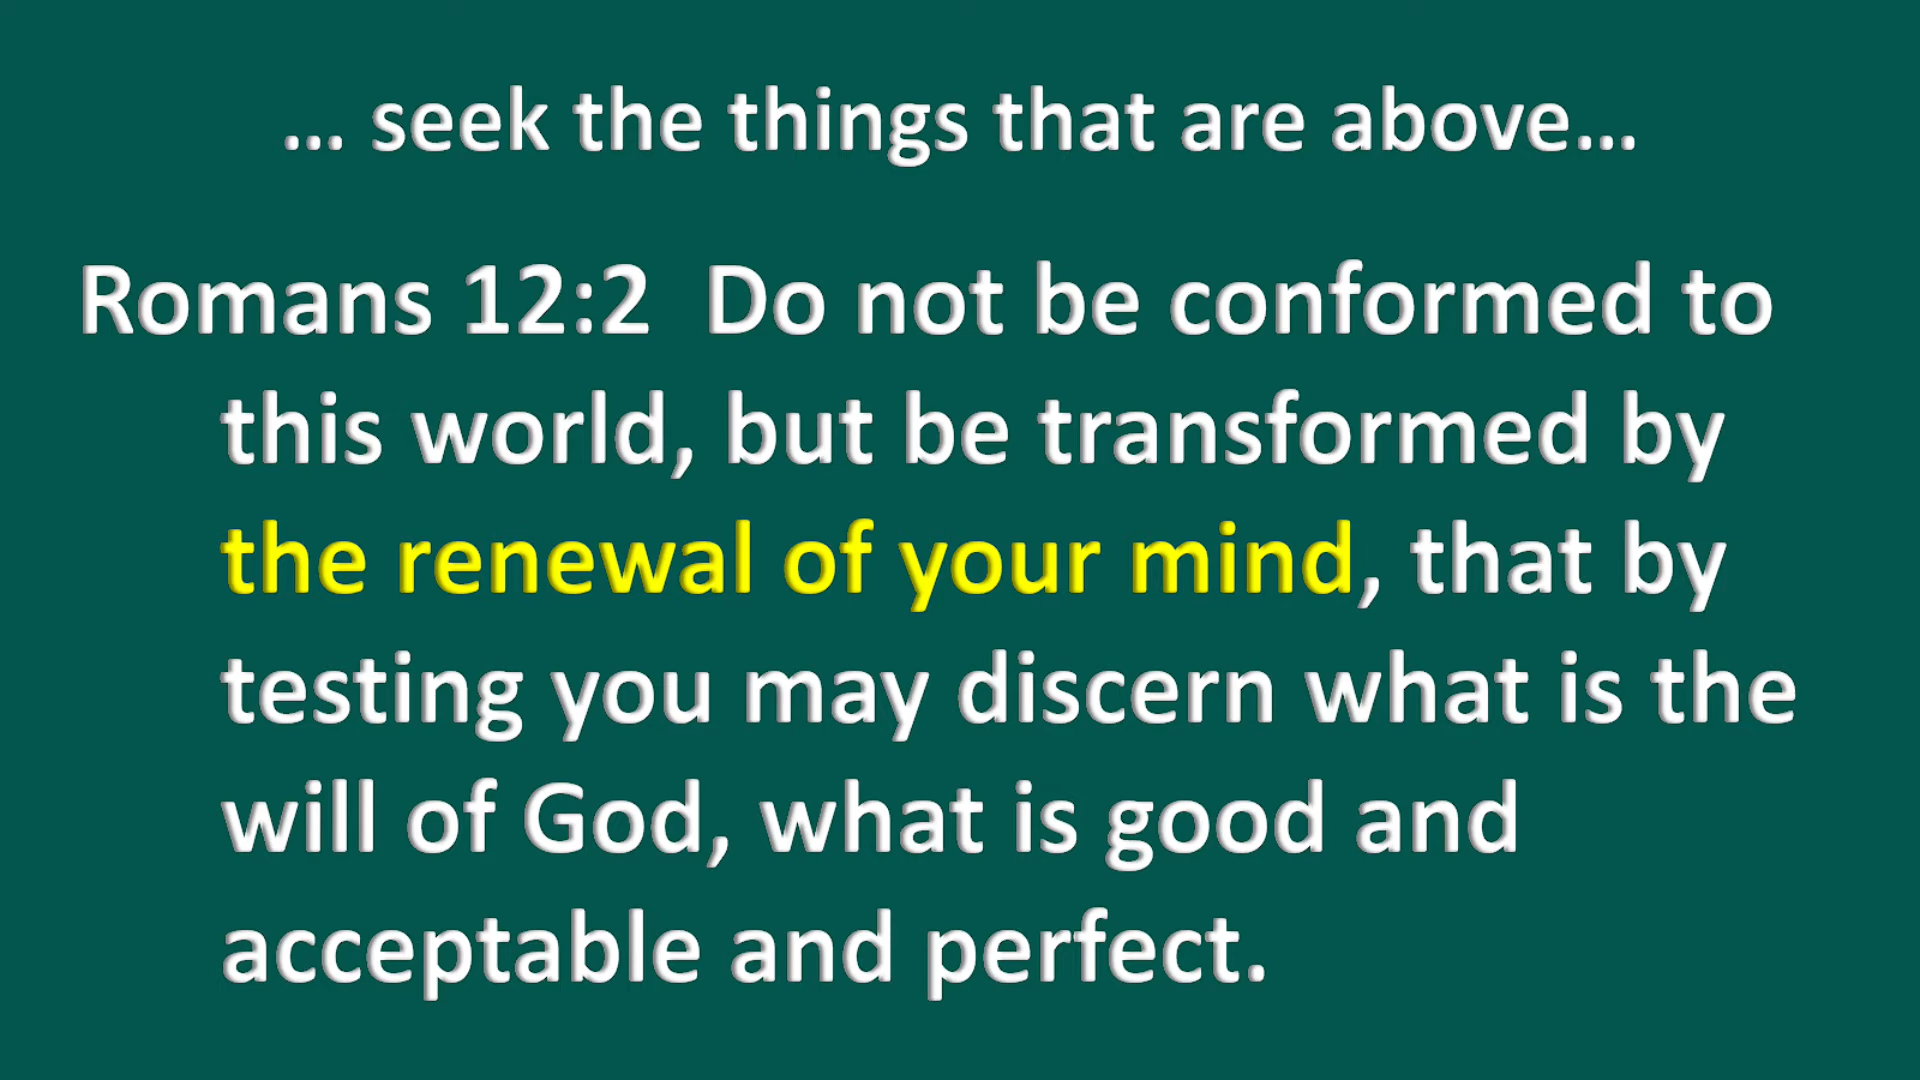 ... seek the things that are above...
Romans 12:2  Do not be conformed to
this world, but be transformed by
the renewal of your mind, that by
testing you may discern what is the
will of God, what is good and
acceptable and perfect.